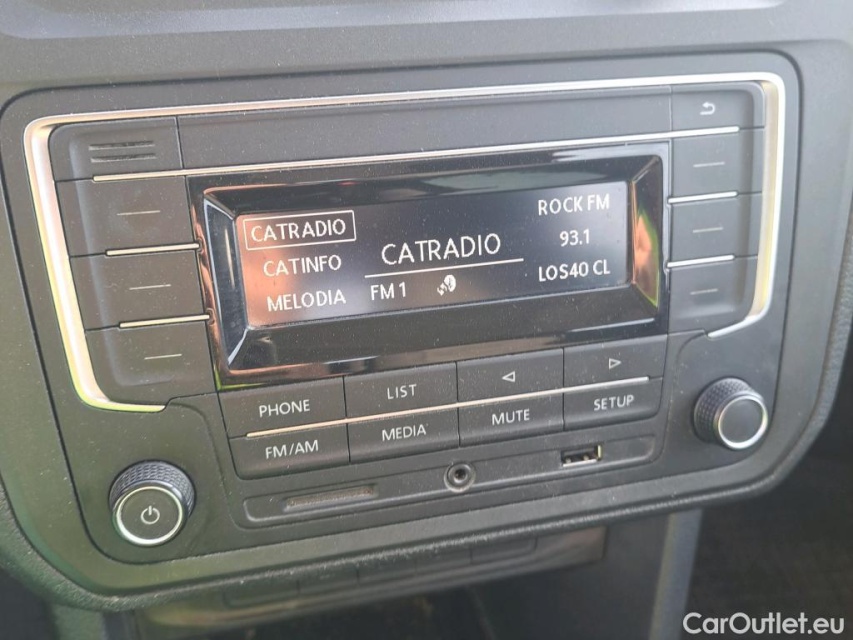 CATRADIO
CATINFO
MELODIA
CATRADIO
FM 1
ROCK FM
93.1
LOS40 CL
PHONE
LIST
FM/AM
MEDIA
MUTE
SETUP
CarOutlet.eu